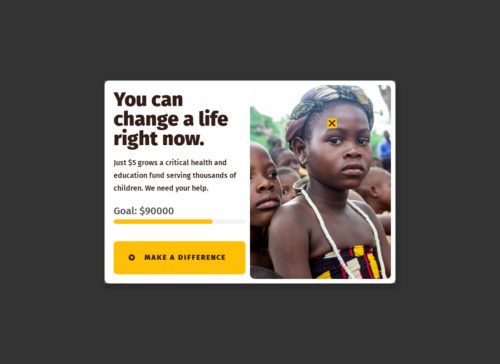 You can
change a life
right now.
Just $5 grows a critical health and
education fund serving thousands of
children. We need your help.
Goal: $90000
MAKE A DIFFERENCE